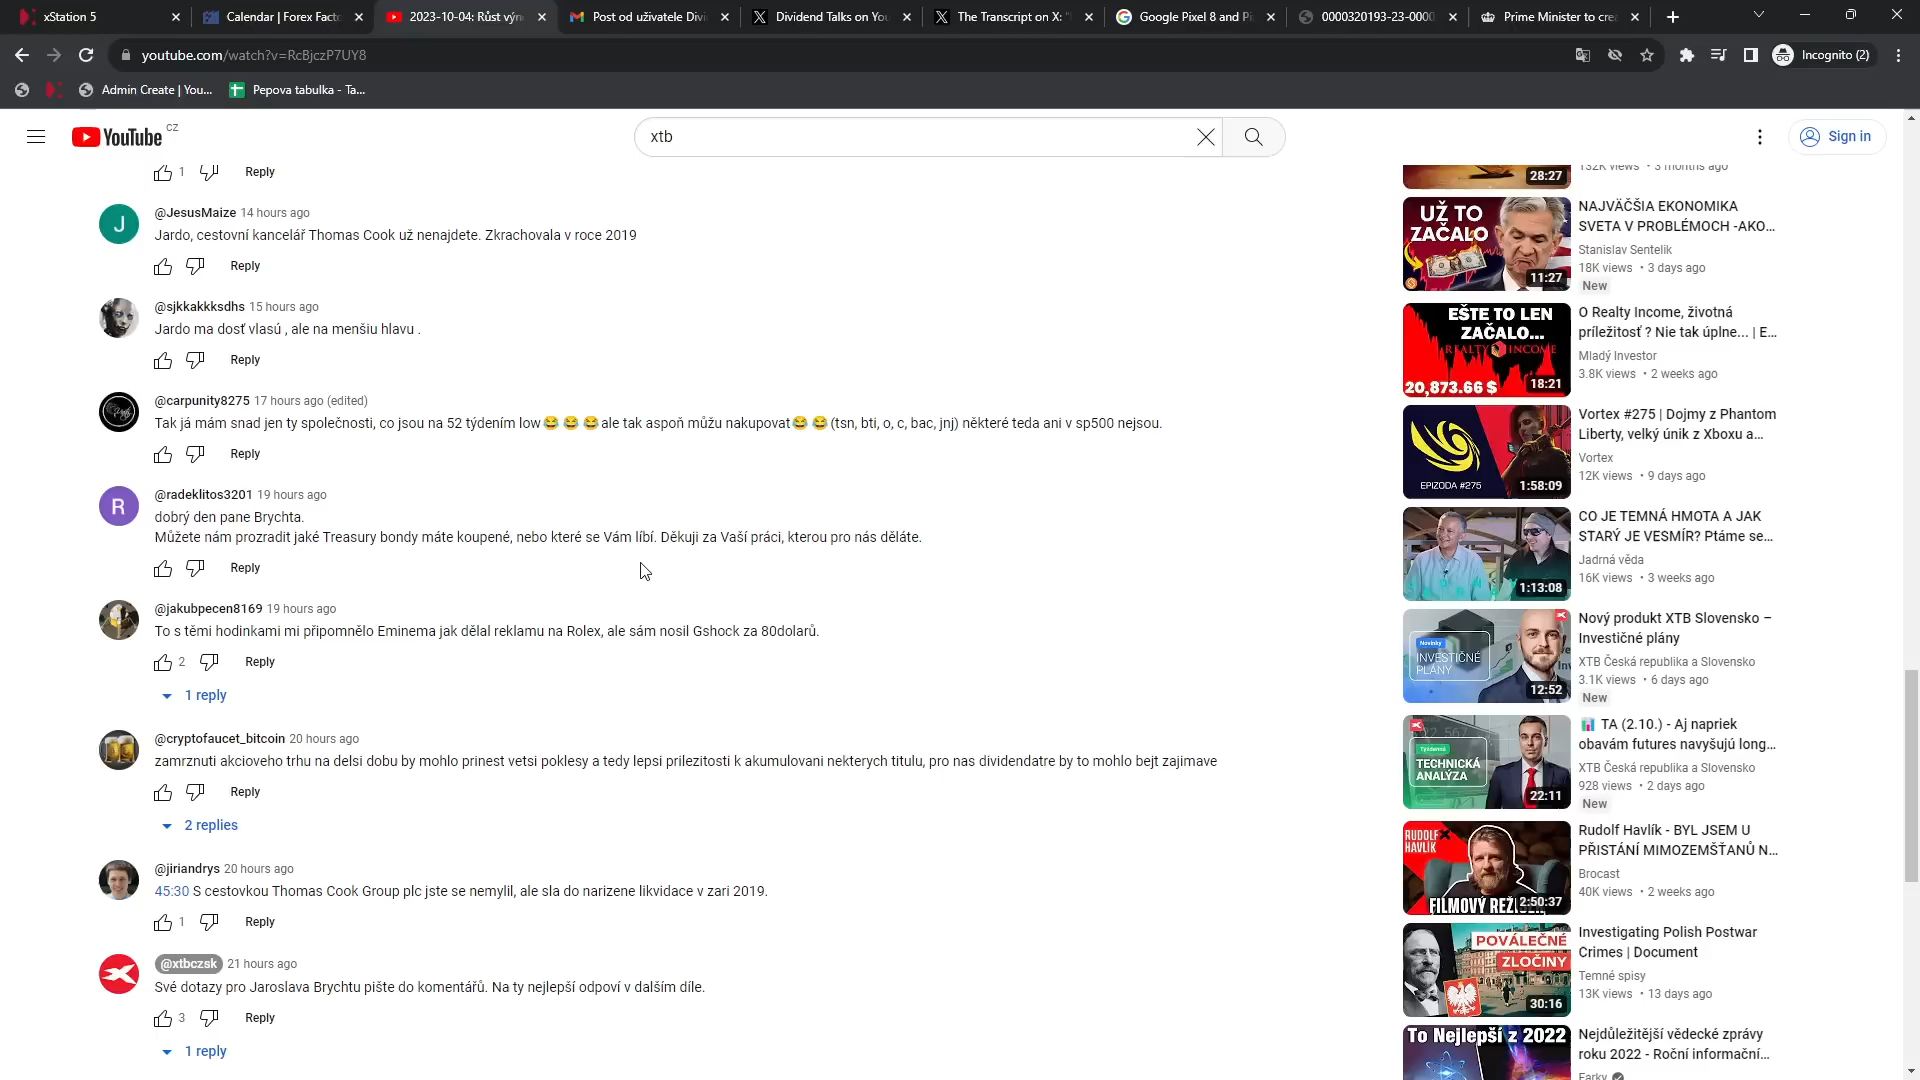 xStation 5
Calendar | Forex Facto
2023-10-04: Růst výn
Post od uživatele Divi
Dividend Talks on You
The Transcript on X: "
Google Pixel 8 and Pi
0000320193-23-0000
Prime Minister to crea
youtube.com/watch?v=RcBjczP7UY8
Incognito (2)
Admin Create | You...
Pepova tabulka - Ta...
YouTube CZ
xtb
Sign in
1 Reply
@JesusMaize 14 hours ago
Jardo, cestovní kancelář Thomas Cook už nenajdete. Zkrachovala v roce 2019
Reply
@sjkkakkksdhs 15 hours ago
Jardo ma dosť vlasú , ale na menšiu hlavu .
Reply
@carpunity8275 17 hours ago (edited)
Tak já mám snad jen ty společnosti, co jsou na 52 týdením low😂 😂 😂ale tak aspoň můžu nakupovat😂 😂(tsn, bti, o, c, bac, jnj) některé teda ani v sp500 nejsou.
Reply
R
@radeklitos3201 19 hours ago
dobrý den pane Brychta.
Můžete nám prozradit jaké Treasury bondy máte koupené, nebo které se Vám líbí. Děkuji za Vaší práci, kterou pro nás děláte.
Reply
@jakubpecen8169 19 hours ago
To s těmi hodinkami mi připomnělo Eminema jak dělal reklamu na Rolex, ale sám nosil Gshock za 80dolarů.
2 Reply
1 reply
@cryptofaucet_bitcoin 20 hours ago
zamrznuti akcioveho trhu na delsi dobu by mohlo prinest vetsi poklesy a tedy lepsi prilezitosti k akumulovani nekterych titulu, pro nas dividendatre by to mohlo bejt zajimave
Reply
2 replies
@jiriandrys 20 hours ago
45:30 S cestovkou Thomas Cook Group plc jste se nemylil, ale sla do narizene likvidace v zari 2019.
1 Reply
@xtbczsk 21 hours ago
Své dotazy pro Jaroslava Brychtu pište do komentářů. Na ty nejlepší odpoví v dalším díle.
3 Reply
1 reply
28:27
132K views • 3 months ago
UŽ TO
ZAČALO
11:27
NAJVÄČŠIA EKONOMIKA
SVETA V PROBLÉMOCH -AKO...
Stanislav Sentelik
18K views • 3 days ago
New
EŠTE TO LEN
ZAČALO...
REALTY INCOME
20,873.66 $
18:21
O Realty Income, životná
príležitosť ? Nie tak úplne... | E...
Mladý Investor
3.8K views • 2 weeks ago
EPIZODA #275
1:58:09
Vortex #275 | Dojmy z Phantom
Liberty, velký únik z Xboxu a...
Vortex
12K views • 9 days ago
1:13:08
CO JE TEMNÁ HMOTA A JAK
STARÝ JE VESMÍR? Ptáme se...
Jadrná věda
16K views • 3 weeks ago
Novinky
INVESTIČNÉ
PLÁNY
12:52
Nový produkt XTB Slovensko –
Investičné plány
XTB Česká republika a Slovensko
3.1K views • 6 days ago
New
Týždenná
TECHNICKÁ
ANALÝZA
22:11
📊 TA (2.10.) - Aj napriek
obavám futures navyšujú long...
XTB Česká republika a Slovensko
928 views • 2 days ago
New
RUDOLF
HAVLÍK
2:50:37
Rudolf Havlík - BYL JSEM U
PŘISTÁNÍ MIMOZEMŠŤANŮ N...
Brocast
40K views • 2 weeks ago
POVÁLEČNÉ
ZLOČINY
30:16
Investigating Polish Postwar
Crimes | Document
Temné spisy
13K views • 13 days ago
To Nejlepší z 2022
Nejdůležitější vědecké zprávy
roku 2022 - Roční informační...
Farky